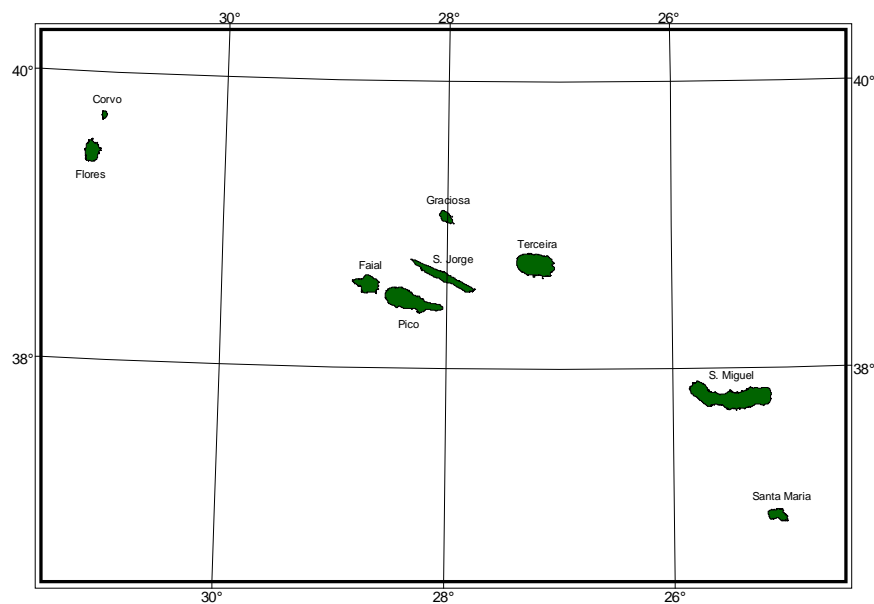 30°
28°
26°
40°
40°
Corvo
Flores
Graciosa
Terceira
S. Jorge
Faial
Pico
38°
38°
S. Miguel
Santa Maria
30°
28°
26°